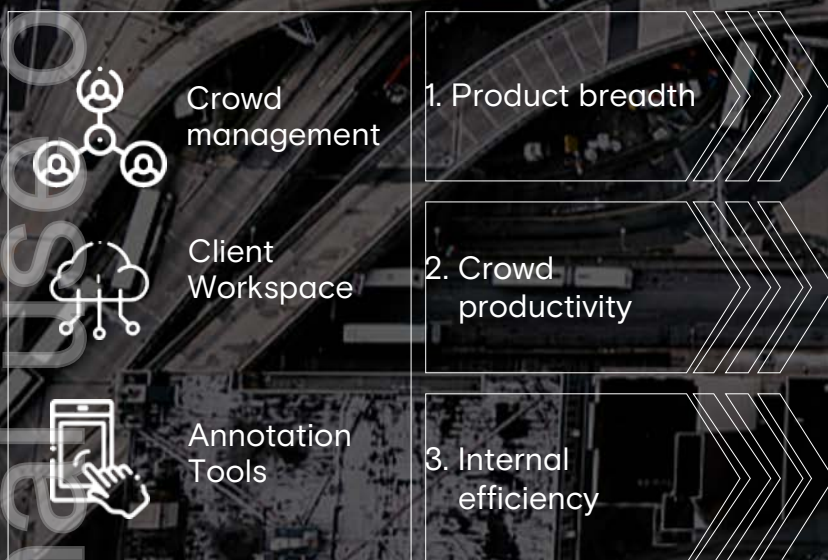 Crowd
management
Client
Workspace
Annotation
Tools
1. Product breadth
2. Crowd
productivity
3. Internal
efficiency